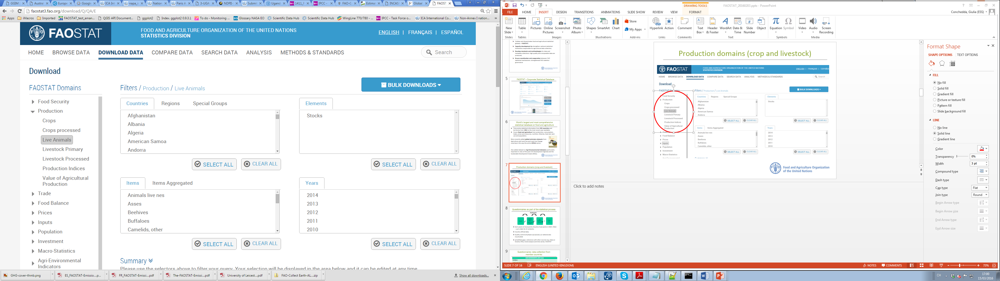 GGIM
Austral
Europe
Google
ICA Int
napa_i
Nation
Paris A
3-UGA
NDPII-
Submit
Uganda
1411_F
IPCC -
FAO-C
Estima
INCAS
Global
FAOST
faostat3.fao.org/download/Q/QA/E
Apps
iMacros
Imported
FAOSTAT_test_aman...
QGIS API Document...
ggplot2
Index. ggplot2 0.9.3.1
To do - Monitoring ...
Glossary NASA EO
Scientific Data Hub
Scientific Data Hub
WingLine 770/780 - ...
IPCC - Task Force o...
ICA International Co...
Non-Annex I nation...
FAOSTAT
FOOD AND AGRICULTURE ORGANIZATION OF THE UNITED NATIONS
STATISTICS DIVISION
ENGLISH | FRANÇAIS | ESPAÑOL
HOME BROWSE DATA DOWNLOAD DATA COMPARE DATA SEARCH DATA ANALYSIS METHODS & STANDARDS
Search
Download
FAOSTAT Domains
Food Security
Production
Crops
Crops processed
Live Animals
Livestock Primary
Livestock Processed
Production Indices
Value of Agricultural
Production
Trade
Food Balance
Prices
Inputs
Population
Investment
Macro-Statistics
Agri-Environmental
Indicators
Filters / Production / Live Animals
BULK DOWNLOADS
Countries Regions Special Groups
Afghanistan
Albania
Algeria
American Samoa
Andorra
SELECT ALL CLEAR ALL
Elements
Stocks
SELECT ALL CLEAR ALL
Items Items Aggregated
Animals live nes
Asses
Beehives
Buffaloes
Camelids, other
SELECT ALL CLEAR ALL
Years
2014
2013
2012
2011
2010
SELECT ALL CLEAR ALL
Summary
Please use the selectors above to filter your query. Your selection will be displayed in the area below and it can be edited at any time.
GHG-cover-thmb.png
ES_FAOSTAT-Emissio....p...
FR_FAOSTAT-Emissi....pdf
The-FAOSTAT-Emissi....pdf
University of Leicest....pdf
FAO-Collect Earth-AL....zip
Show all downloads...
DRAWING TOOLS
FAOSTAT_20160203.pptx - PowerPoint
FILE HOME INSERT DESIGN TRANSITIONS ANIMATIONS SLIDE SHOW REVIEW VIEW FORMAT
Conchedda, Giulia (ESS)
New
Slide
Table
Pictures
Online
Pictures
Screenshot
Photo
Album
Shapes
SmartArt
Chart
Store
My Apps
Hyperlink
Action
Comment
Text
Box
Header
& Footer
WordArt
Date &
Time
Slide
Number
Object
Equation
Symbol
Video
Audio
Screen
Recording
Slides Tables Images Illustrations Add-ins Links Comments Text Symbols Media
5
FAOSTAT – Corporate Statistical Database
6
World's largest and most comprehensive
statistical database on food and agriculture
7
Production domains (crop and livestock)
8
Questionnaires as part of the statistical process
9
Questionnaires: data collection from
member countries
Production domains (crop and livestock)
FAOSTAT
FOOD AND AGRICULTURE ORGANIZATION OF THE UNITED NATIONS
STATISTICS DIVISION
ENGLISH | FRANÇAIS | ESPAÑOL
HOME BROWSE DATA DOWNLOAD DATA COMPARE DATA SEARCH DATA ANALYSIS METHODS & STANDARDS
Search
Download
Filters / Production / Live Animals
BULK DOWNLOADS
Food Security
Production
Crops
Crops processed
Live Animals
Livestock Primary
Livestock Processed
Production Indices
Value of Agricultural
Production
Food Balance
Prices
Inputs
Population
Investment
Macro-Statistics
Countries Regions Special Groups
Afghanistan
Albania
Algeria
American Samoa
Andorra
SELECT ALL CLEAR ALL
Elements
Stocks
SELECT ALL CLEAR ALL
Items Items Aggregated
Animals live nes
Asses
Beehives
Buffaloes
Camelids, other
SELECT ALL CLEAR ALL
Years
2014
2013
2012
2011
2010
SELECT ALL CLEAR ALL
Food and Agriculture Organization
of the United Nations
Click to add notes
Format Shape
SHAPE OPTIONS TEXT OPTIONS
FILL
No fill
Solid fill
Gradient fill
Picture or texture fill
Pattern fill
Slide background fill
LINE
No line
Solid line
Gradient line
Color
Transparency 0%
Width 3 pt
Compound type
Dash type
Cap type Flat
Join type Round
Begin Arrow type
Begin Arrow size
End Arrow type
End Arrow size
SLIDE 7 OF 16
ENGLISH (UNITED KINGDOM)
NOTES
COMMENTS
73%
CH
17:00
15/03/2016